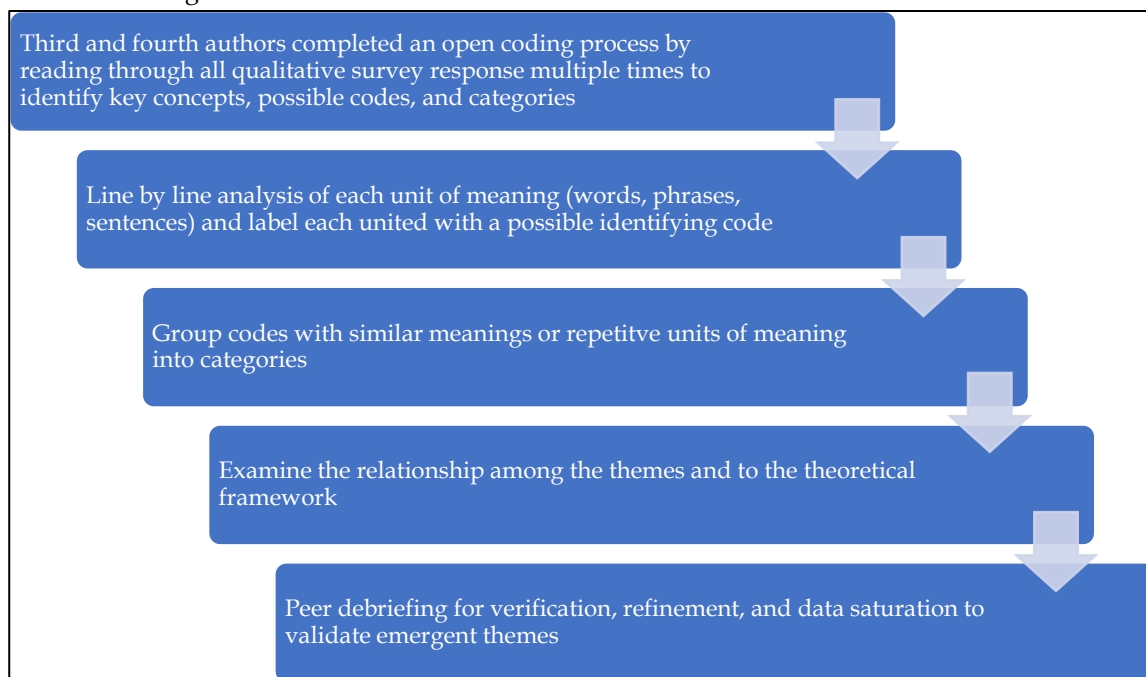 Third and fourth authors completed an open coding process by
reading through all qualitative survey response multiple times to
identify key concepts, possible codes, and categories
Line by line analysis of each unit of meaning (words, phrases,
sentences) and label each united with a possible identifying code
Group codes with similar meanings or repetitve units of meaning
into categories
Examine the relationship among the themes and to the theoretical
framework
Peer debriefing for verification, refinement, and data saturation to
validate emergent themes